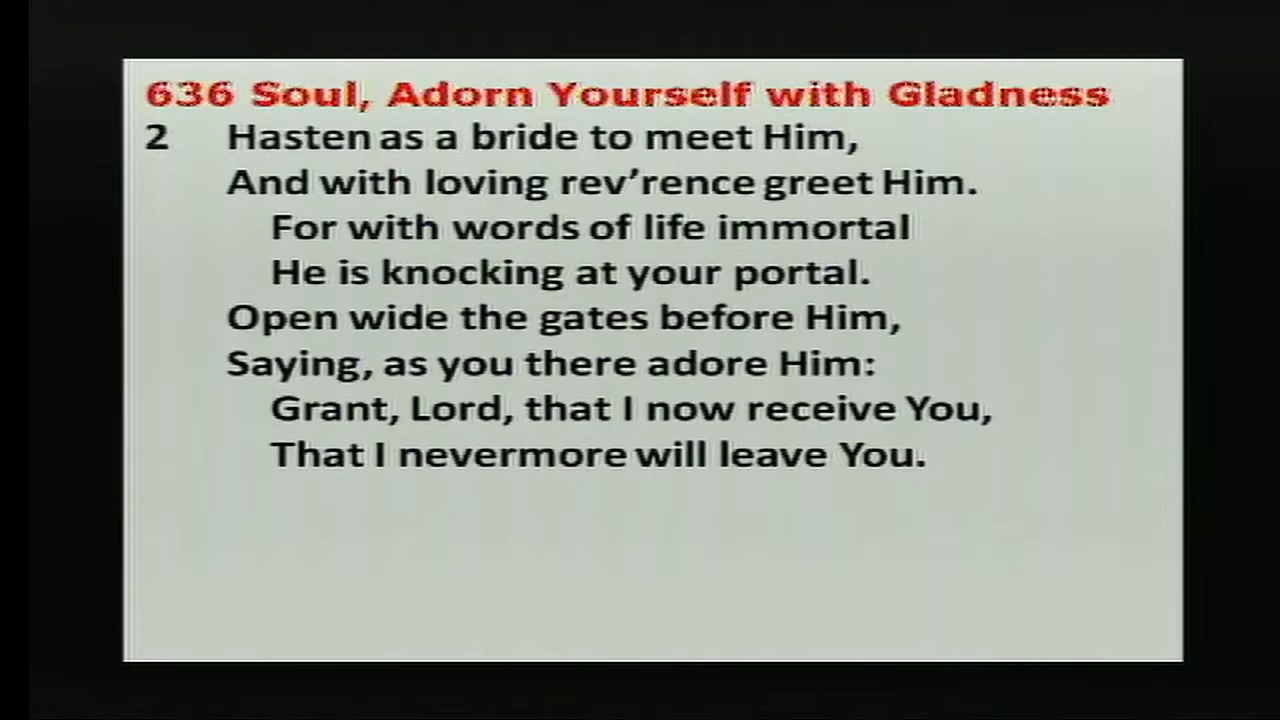 636 Soul, Adorn Yourself with Gladness
2 Hasten as a bride to meet Him,
And with loving rev’rence greet Him.
For with words of life immortal
He is knocking at your portal.
Open wide the gates before Him,
Saying, as you there adore Him:
Grant, Lord, that I now receive You,
That I nevermore will leave You.